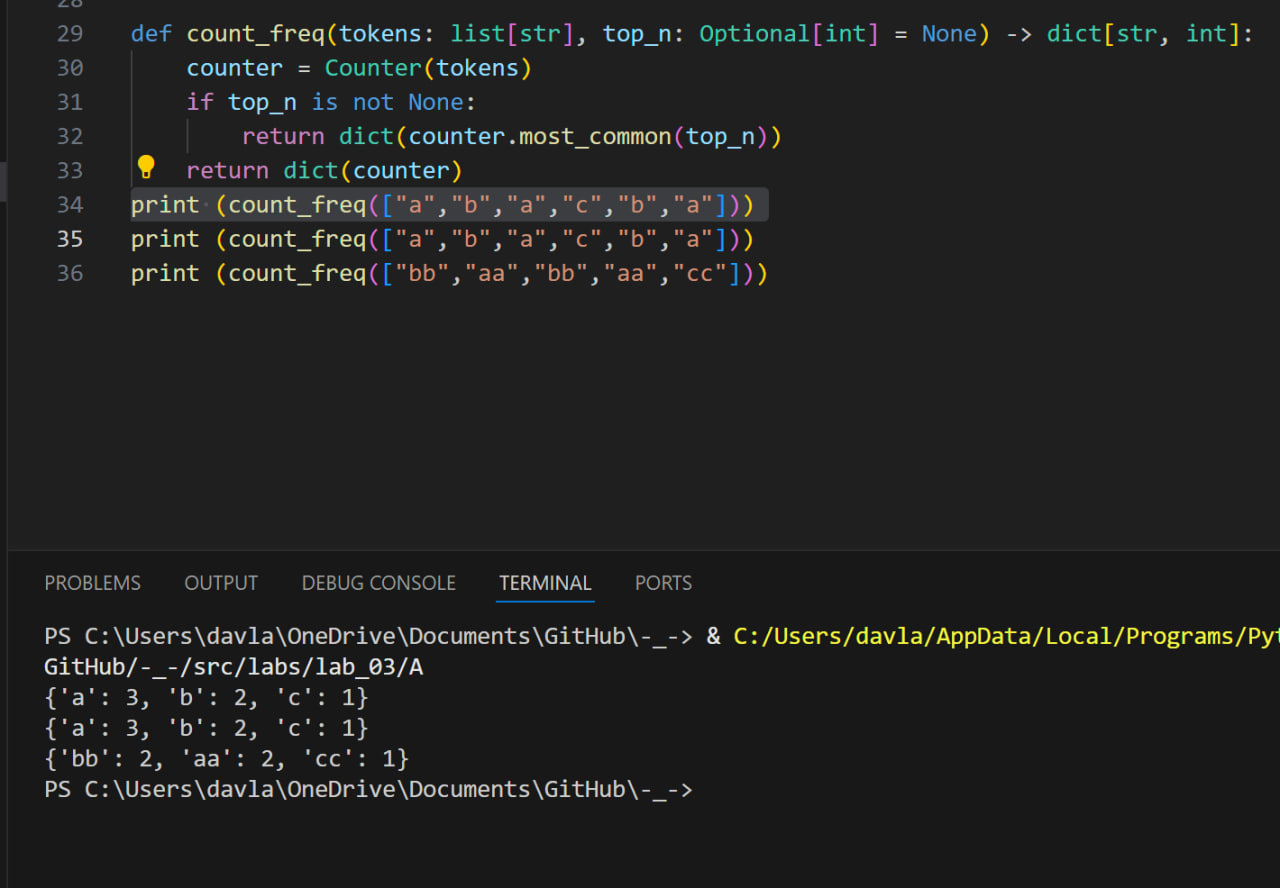 28
29 def count_freq(tokens: list[str], top_n: Optional[int] = None) -> dict[str, int]:
30     counter = Counter(tokens)
31     if top_n is not None:
32         return dict(counter.most_common(top_n))
33     return dict(counter)
34 print (count_freq(["a","b","a","c","b","a"]))
35 print (count_freq(["a","b","a","c","b","a"]))
36 print (count_freq(["bb","aa","bb","aa","cc"]))
PROBLEMS OUTPUT DEBUG CONSOLE TERMINAL PORTS
PS C:\Users\davla\OneDrive\Documents\GitHub\-_-> & C:/Users/davla/AppData/Local/Programs/Pyt
GitHub/-_-/src/labs/lab_03/A
{'a': 3, 'b': 2, 'c': 1}
{'a': 3, 'b': 2, 'c': 1}
{'bb': 2, 'aa': 2, 'cc': 1}
PS C:\Users\davla\OneDrive\Documents\GitHub\-_->